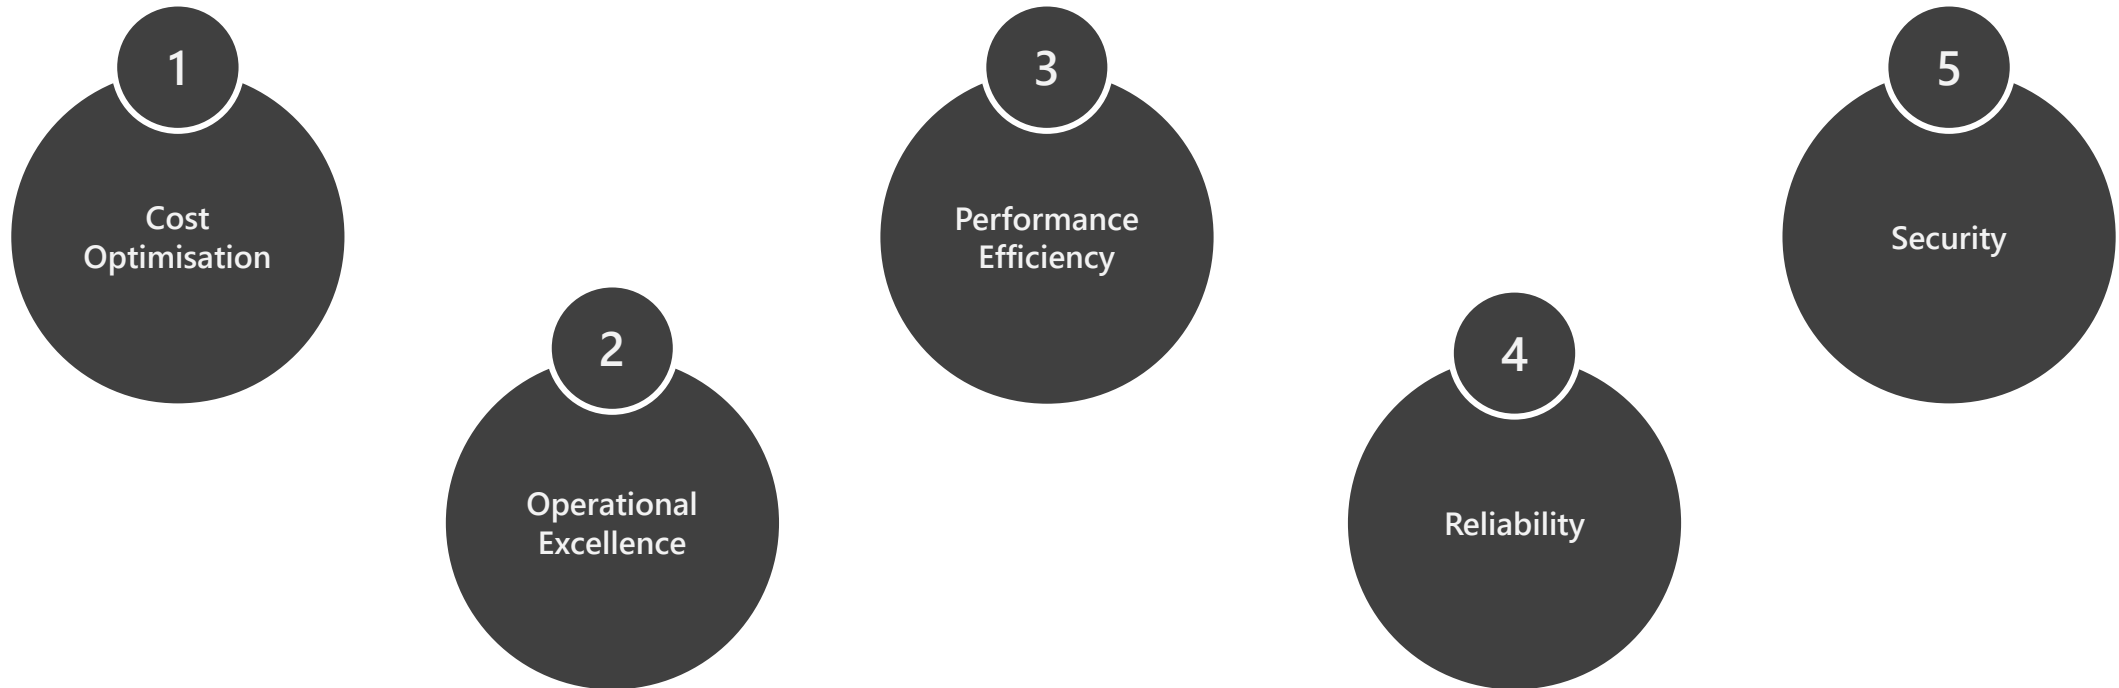 1
Cost
Optimisation
2
Operational
Excellence
3
Performance
Efficiency
4
Reliability
5
Security